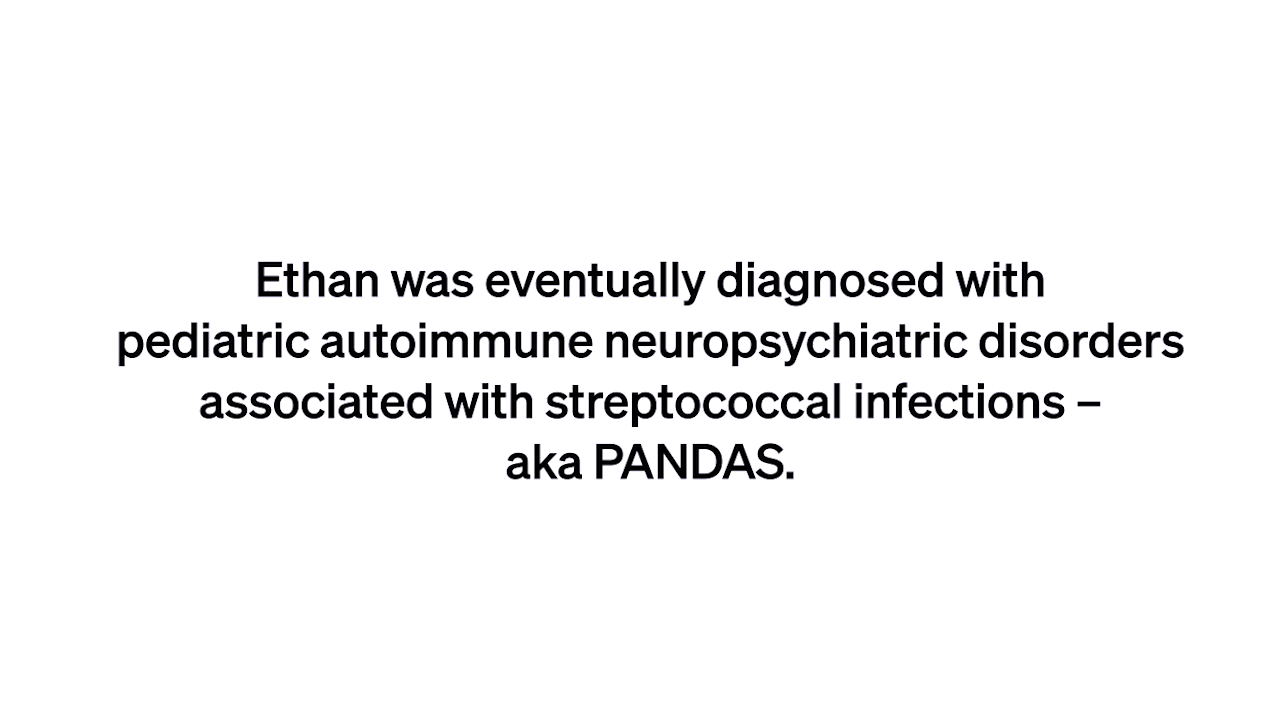 Ethan was eventually diagnosed with
pediatric autoimmune neuropsychiatric disorders
associated with streptococcal infections –
aka PANDAS.